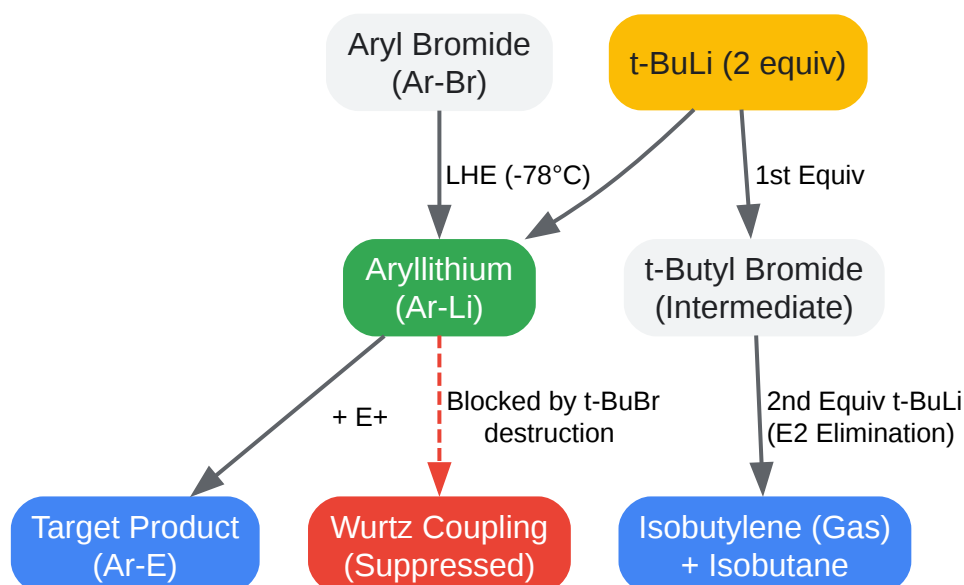 Aryl Bromide
(Ar-Br)
t-BuLi (2 equiv)
LHE (-78°C)
1st Equiv
Aryllithium
(Ar-Li)
t-Butyl Bromide
(Intermediate)
+ E+
Blocked by t-BuBr
destruction
2nd Equiv t-BuLi
(E2 Elimination)
Target Product
(Ar-E)
Wurtz Coupling
(Suppressed)
Isobutylene (Gas)
+ Isobutane